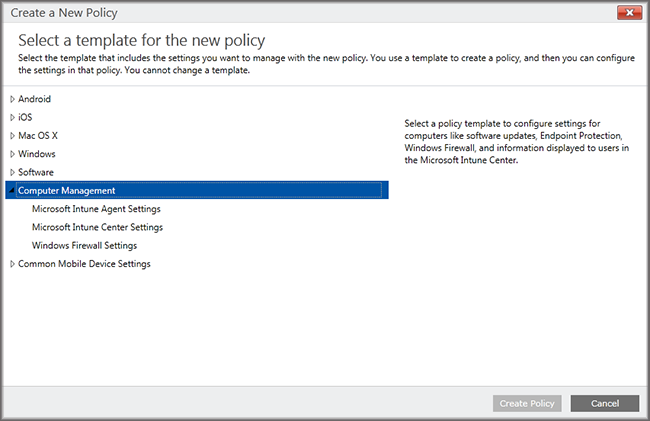 Create a New Policy
Select a template for the new policy
Select the template that includes the settings you want to manage with the new policy. You use a template to create a policy, and then you can configure
the settings in that policy. You cannot change a template.
Android
iOS
Mac OS X
Windows
Software
Computer Management
Microsoft Intune Agent Settings
Microsoft Intune Center Settings
Windows Firewall Settings
Common Mobile Device Settings
Select a policy template to configure settings for
computers like software updates, Endpoint Protection,
Windows Firewall, and information displayed to users in
the Microsoft Intune Center.
Create Policy
Cancel